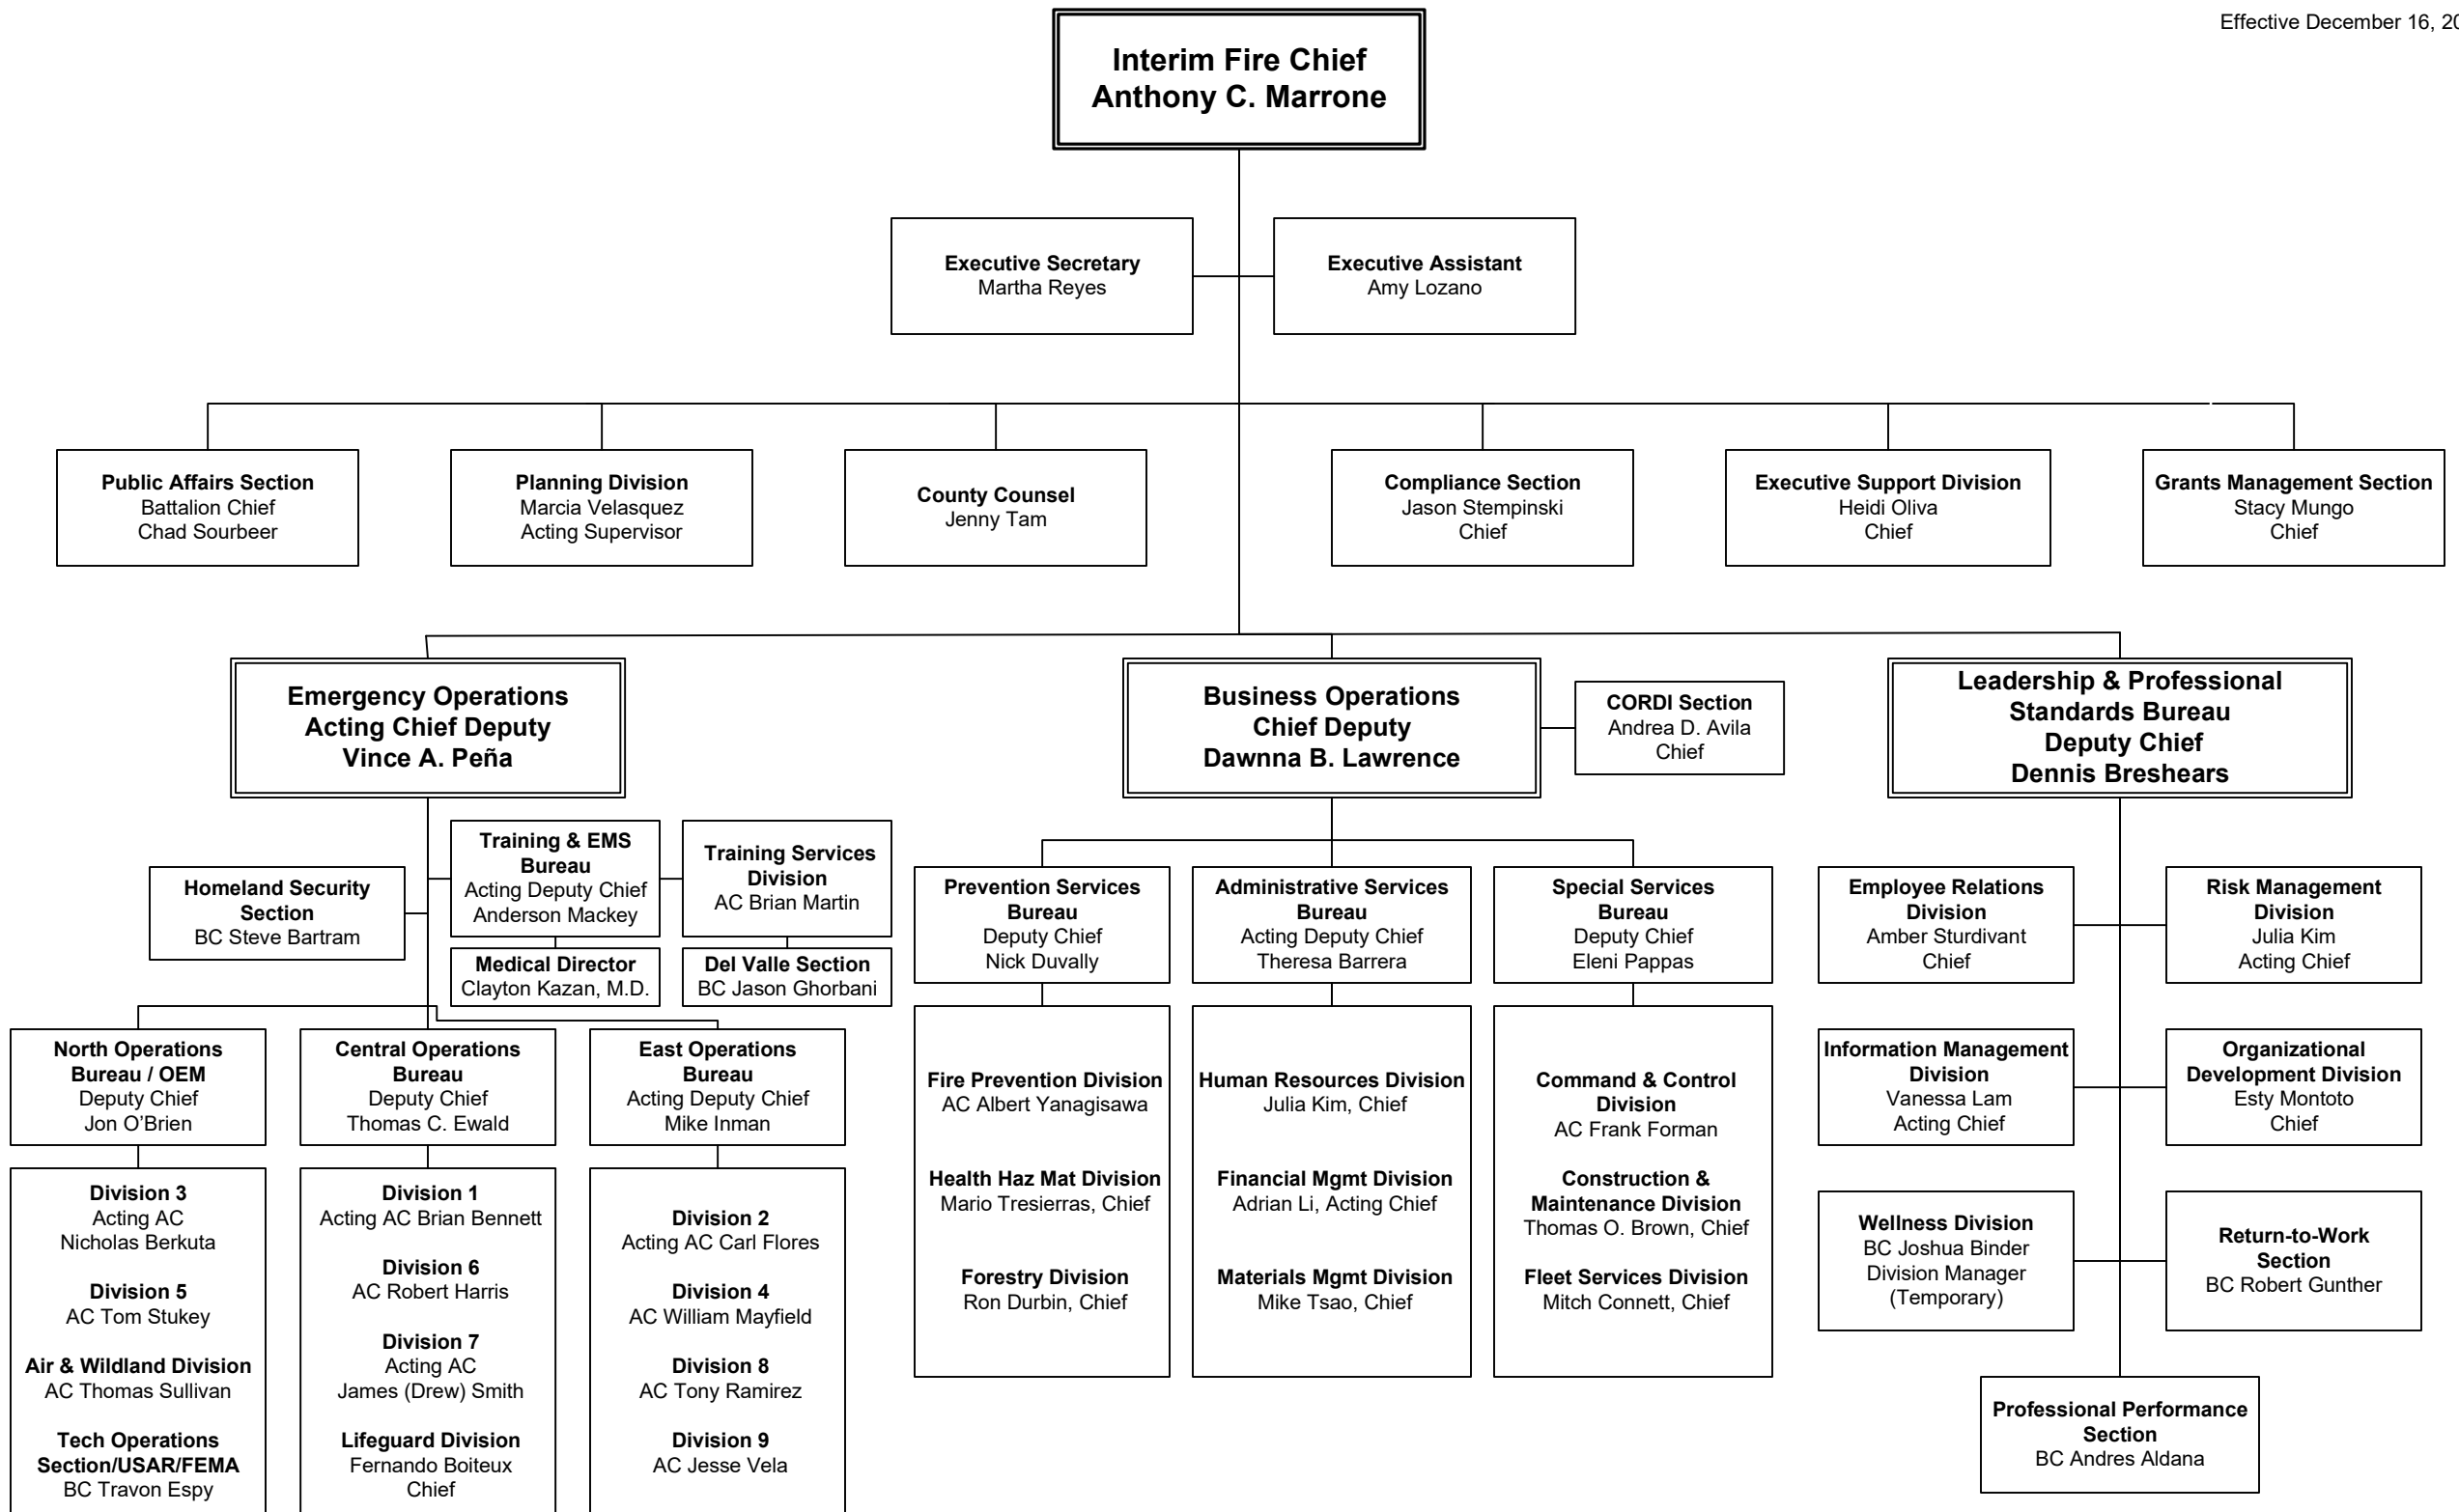 Effective December 16, 20
Interim Fire Chief
Anthony C. Marrone
Executive Secretary
Martha Reyes
Executive Assistant
Amy Lozano
Public Affairs Section
Battalion Chief
Chad Sourbeer
Planning Division
Marcia Velasquez
Acting Supervisor
County Counsel
Jenny Tam
Compliance Section
Jason Stempinski
Chief
Executive Support Division
Heidi Oliva
Chief
Grants Management Section
Stacy Mungo
Chief
Emergency Operations
Acting Chief Deputy
Vince A. Peña
Business Operations
Chief Deputy
Dawnna B. Lawrence
CORDI Section
Andrea D. Avila
Chief
Leadership & Professional
Standards Bureau
Deputy Chief
Dennis Breshears
Homeland Security
Section
BC Steve Bartram
Training & EMS
Bureau
Acting Deputy Chief
Anderson Mackey
Training Services
Division
AC Brian Martin
Medical Director
Clayton Kazan, M.D.
Del Valle Section
BC Jason Ghorbani
North Operations
Bureau / OEM
Deputy Chief
Jon O'Brien
Central Operations
Bureau
Deputy Chief
Thomas C. Ewald
East Operations
Bureau
Acting Deputy Chief
Mike Inman
Division 3
Acting AC
Nicholas Berkuta
Division 5
AC Tom Stukey
Air & Wildland Division
AC Thomas Sullivan
Tech Operations
Section/USAR/FEMA
BC Travon Espy
Division 1
Acting AC Brian Bennett
Division 6
AC Robert Harris
Division 7
Acting AC
James (Drew) Smith
Lifeguard Division
Fernando Boiteux
Chief
Division 2
Acting AC Carl Flores
Division 4
AC William Mayfield
Division 8
AC Tony Ramirez
Division 9
AC Jesse Vela
Prevention Services
Bureau
Deputy Chief
Nick Duvally
Administrative Services
Bureau
Acting Deputy Chief
Theresa Barrera
Special Services
Bureau
Deputy Chief
Eleni Pappas
Fire Prevention Division
AC Albert Yanagisawa
Health Haz Mat Division
Mario Tresierras, Chief
Forestry Division
Ron Durbin, Chief
Human Resources Division
Julia Kim, Chief
Financial Mgmt Division
Adrian Li, Acting Chief
Materials Mgmt Division
Mike Tsao, Chief
Command & Control
Division
AC Frank Forman
Construction &
Maintenance Division
Thomas O. Brown, Chief
Fleet Services Division
Mitch Connett, Chief
Employee Relations
Division
Amber Sturdivant
Chief
Risk Management
Division
Julia Kim
Acting Chief
Information Management
Division
Vanessa Lam
Acting Chief
Organizational
Development Division
Esty Montoto
Chief
Wellness Division
BC Joshua Binder
Division Manager
(Temporary)
Return-to-Work
Section
BC Robert Gunther
Professional Performance
Section
BC Andres Aldana